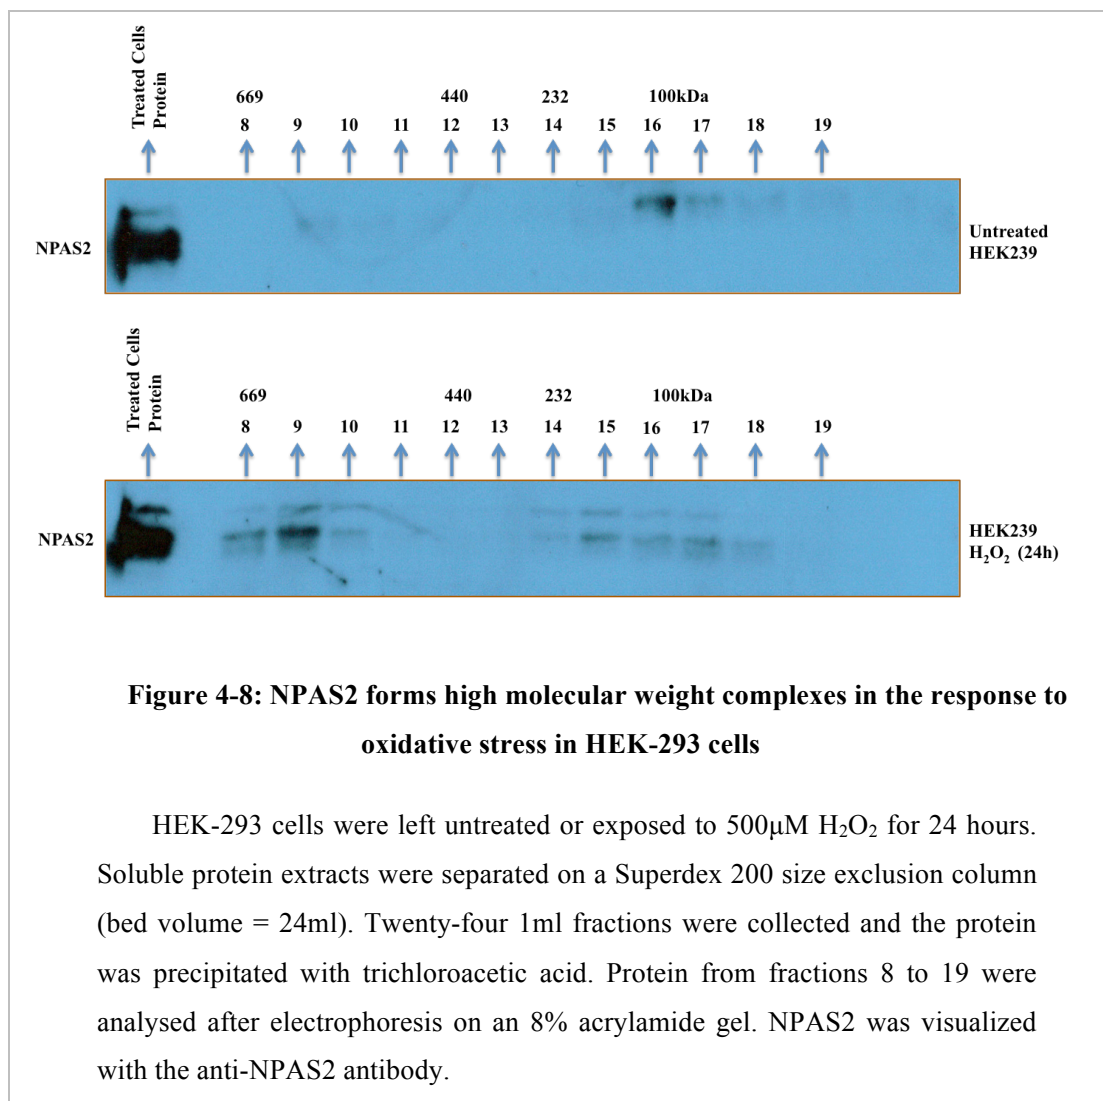 Treated Cells
Protein
669 440 232 100kDa
8 9 10 11 12 13 14 15 16 17 18 19
NPAS2
Untreated
HEK239
Treated Cells
Protein
669 440 232 100kDa
8 9 10 11 12 13 14 15 16 17 18 19
NPAS2
HEK239
H₂O₂ (24h)
Figure 4-8: NPAS2 forms high molecular weight complexes in the response to
oxidative stress in HEK-293 cells
HEK-293 cells were left untreated or exposed to 500μM H₂O₂ for 24 hours.
Soluble protein extracts were separated on a Superdex 200 size exclusion column
(bed volume = 24ml). Twenty-four 1ml fractions were collected and the protein
was precipitated with trichloroacetic acid. Protein from fractions 8 to 19 were
analysed after electrophoresis on an 8% acrylamide gel. NPAS2 was visualized
with the anti-NPAS2 antibody.